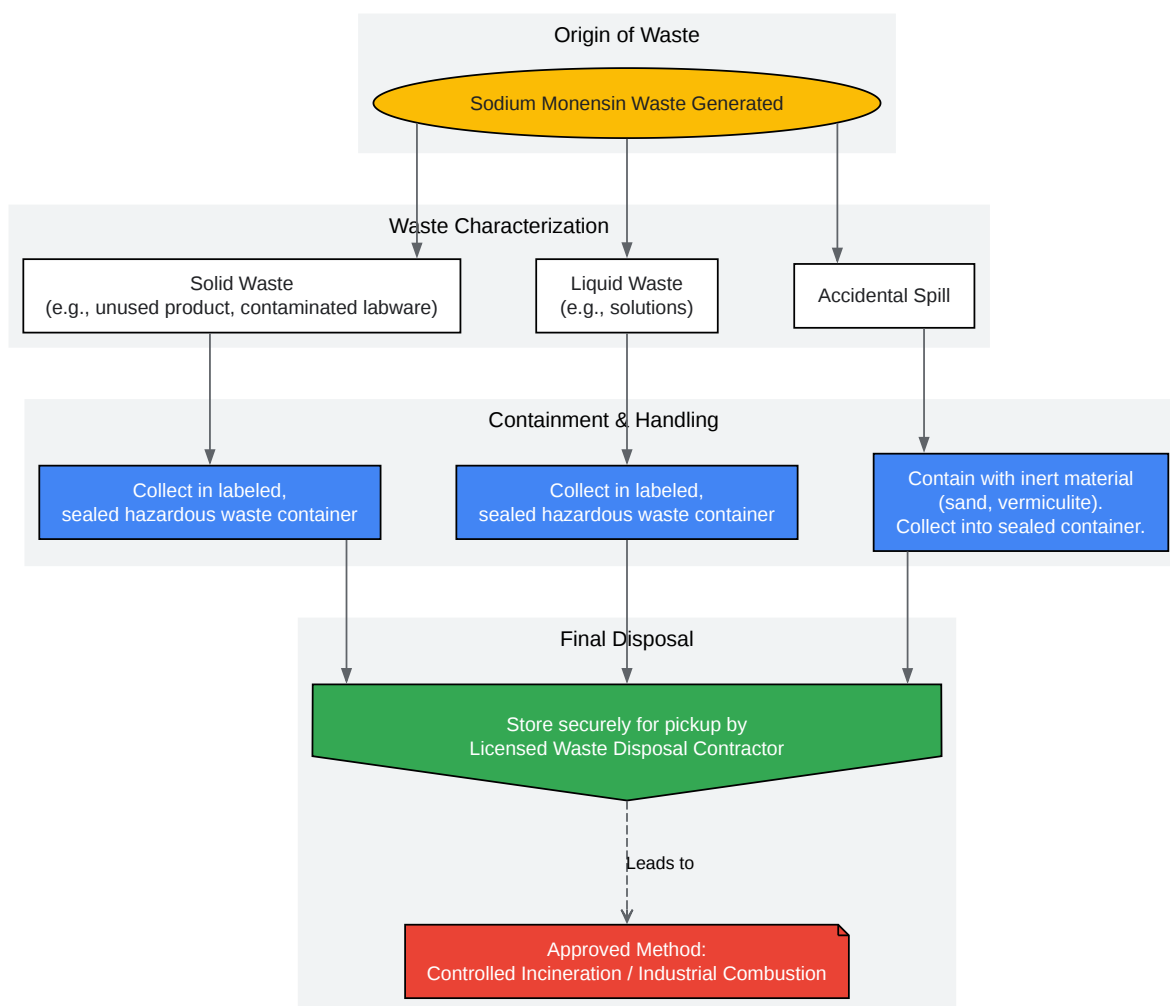 Origin of Waste
Sodium Monensin Waste Generated
Waste Characterization
Solid Waste
(e.g., unused product, contaminated labware)
Liquid Waste
(e.g., solutions)
Accidental Spill
Containment & Handling
Collect in labeled,
sealed hazardous waste container
Collect in labeled,
sealed hazardous waste container
Contain with inert material
(sand, vermiculite).
Collect into sealed container.
Final Disposal
Store securely for pickup by
Licensed Waste Disposal Contractor
Leads to
Approved Method:
Controlled Incineration / Industrial Combustion